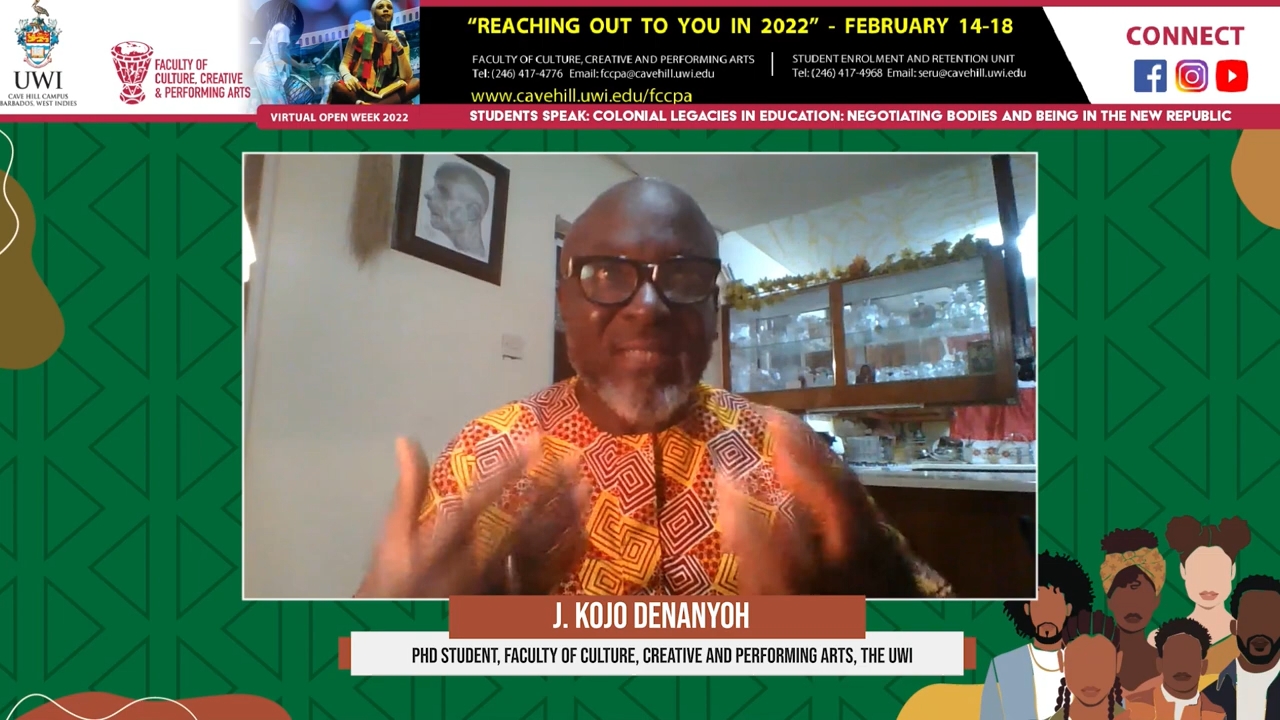 UWI
CAVE HILL CAMPUS
BARBADOS, WEST INDIES
FACULTY OF
CULTURE, CREATIVE
& PERFORMING ARTS
"REACHING OUT TO YOU IN 2022" - FEBRUARY 14-18
FACULTY OF CULTURE, CREATIVE AND PERFORMING ARTS
Tel: (246) 417-4776 Email: fccpa@cavehill.uwi.edu
STUDENT ENROLMENT AND RETENTION UNIT
Tel: (246) 417-4968 Email: seru@cavehill.uwi.edu
www.cavehill.uwi.edu/fccpa
CONNECT
VIRTUAL OPEN WEEK 2022
STUDENTS SPEAK: COLONIAL LEGACIES IN EDUCATION: NEGOTIATING BODIES AND BEING IN THE NEW REPUBLIC
J. KOJO DENANYOH
PHD STUDENT, FACULTY OF CULTURE, CREATIVE AND PERFORMING ARTS, THE UWI